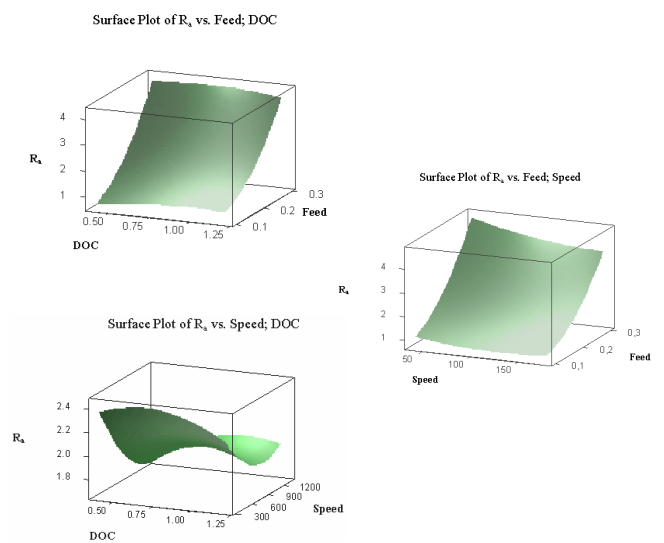 Surface Plot of Ra vs. Feed; DOC
4
3
2
1
Ra
0.50
0.75
1.00
1.25
DOC
0.1
0.2
0.3
Feed
Surface Plot of Ra vs. Feed; Speed
4
3
2
1
Ra
50
100
150
Speed
0,1
0,2
0,3
Feed
Surface Plot of Ra vs. Speed; DOC
2.4
2.2
2.0
1.8
Ra
0.50
0.75
1.00
1.25
DOC
300
600
900
1200
Speed